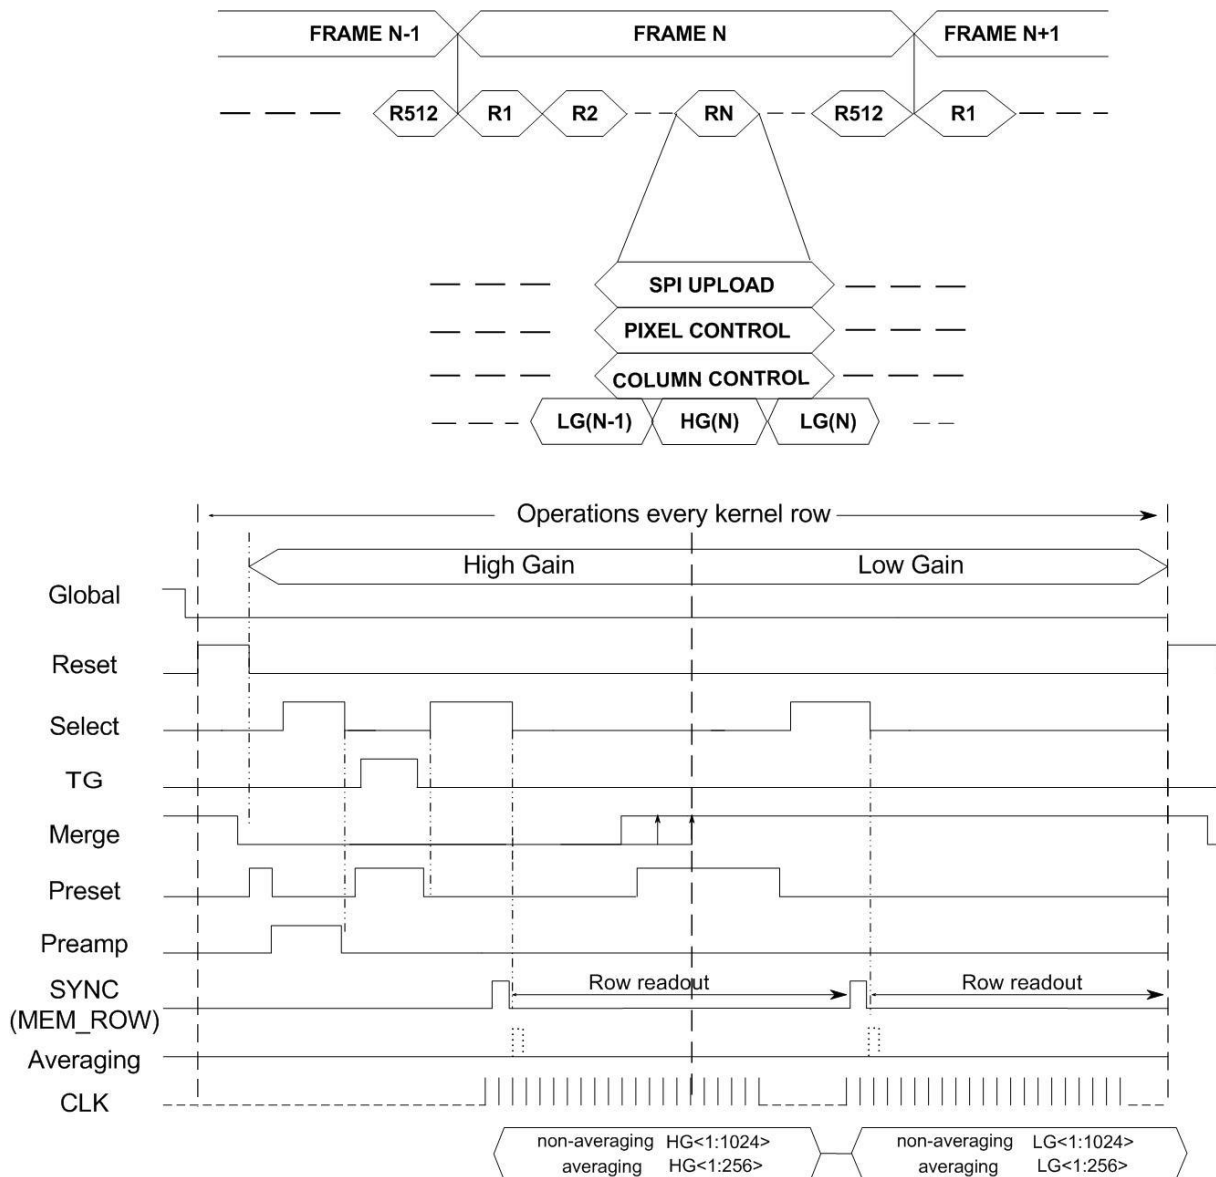 FRAME N-1 FRAME N FRAME N+1
R512 R1 R2 RN R512 R1
SPI UPLOAD
PIXEL CONTROL
COLUMN CONTROL
LG(N-1) HG(N) LG(N)
Operations every kernel row
High Gain Low Gain
Global
Reset
Select
TG
Merge
Preset
Preamp
SYNC
(MEM_ROW)
Row readout Row readout
Averaging
CLK
non-averaging HG<1:1024> non-averaging LG<1:1024>
averaging HG<1:256> averaging LG<1:256>